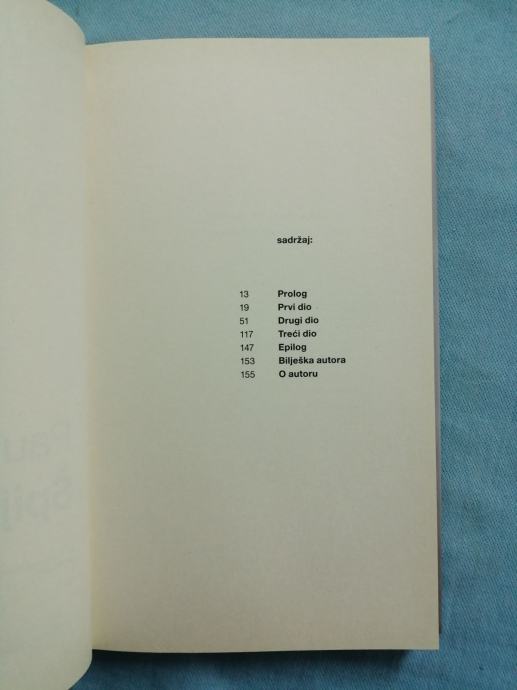 sadržaj:
13 Prolog
19 Prvi dio
51 Drugi dio
117 Treći dio
147 Epilog
153 Bilješka autora
155 O autoru